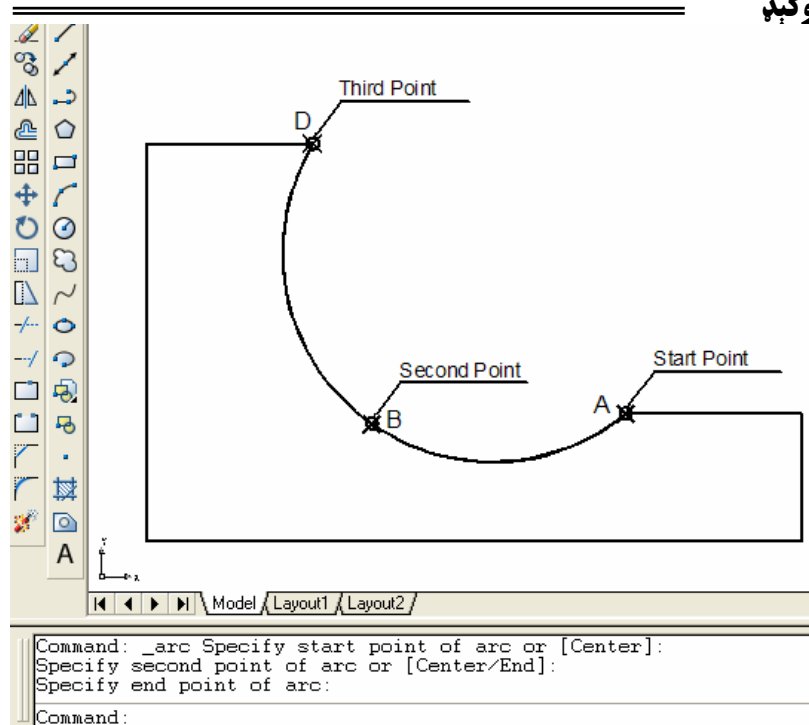 Third Point
D
Second Point
Start Point
A
B
A
Model Layout1 Layout2
Command: _arc Specify start point of arc or [Center]:
Specify second point of arc or [Center/End]:
Specify end point of arc:
Command: